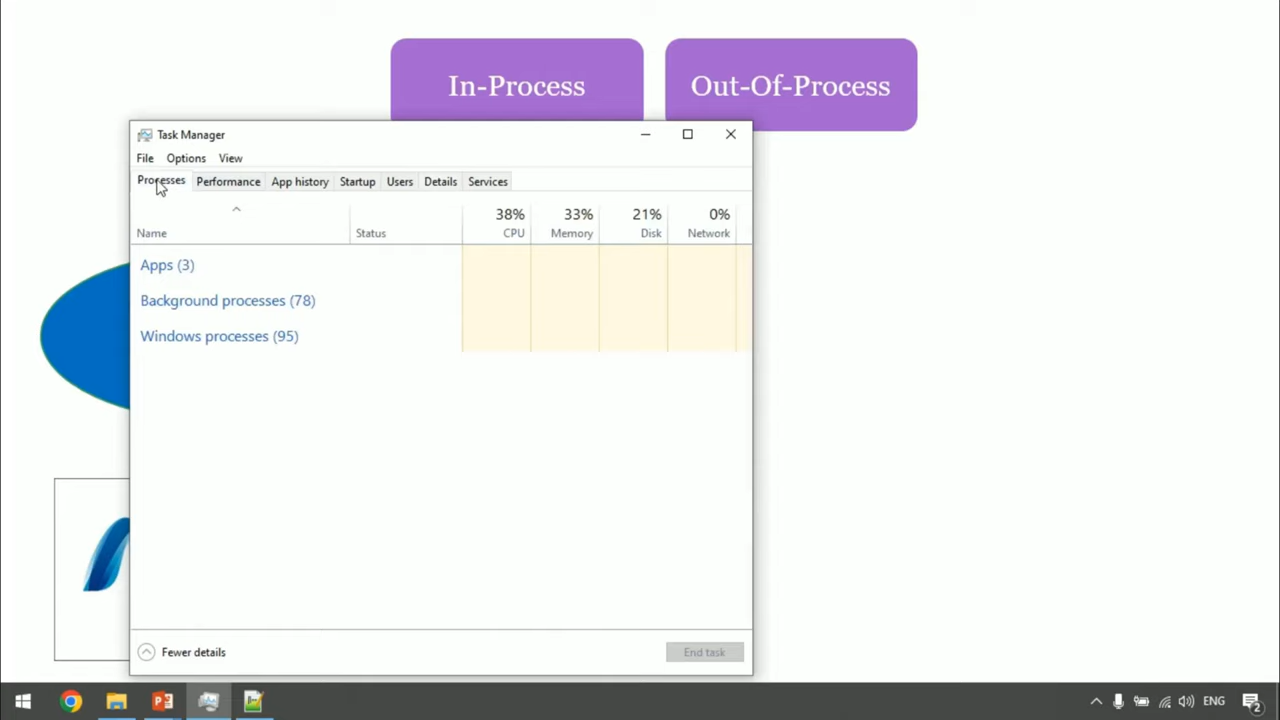 In-Process
Out-Of-Process
Task Manager
File Options View
Processes Performance App history Startup Users Details Services
38% 33% 21% 0%
Name Status CPU Memory Disk Network
Apps (3)
Background processes (78)
Windows processes (95)
Fewer details
End task
ENG
2